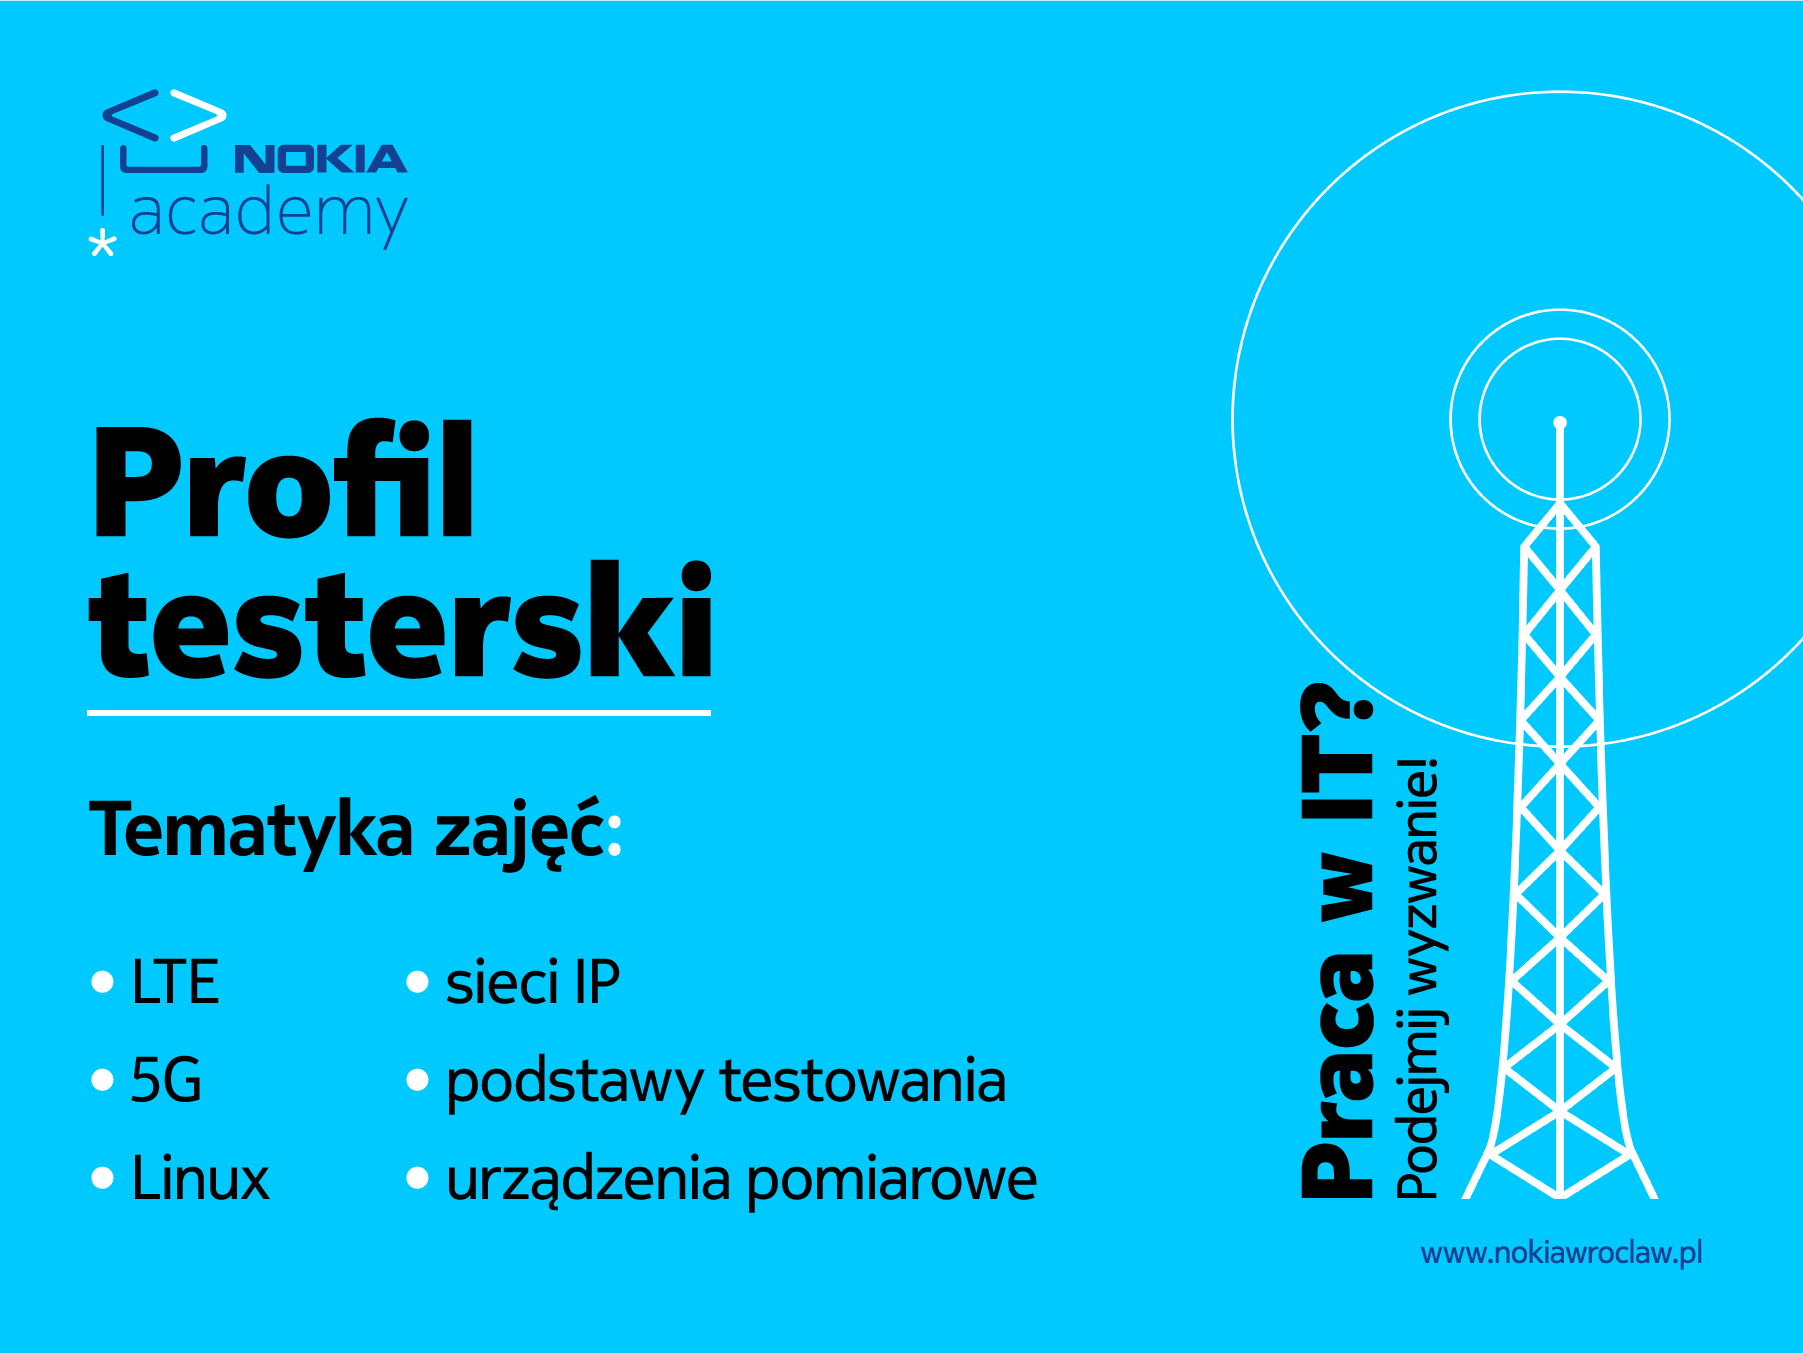 NOKIA
academy
Profil
testerski
Tematyka zajęć:
• LTE
• 5G
• Linux
• sieci IP
• podstawy testowania
• urządzenia pomiarowe
Praca w IT?
Podejmij wyzwanie!
www.nokiawroclaw.pl